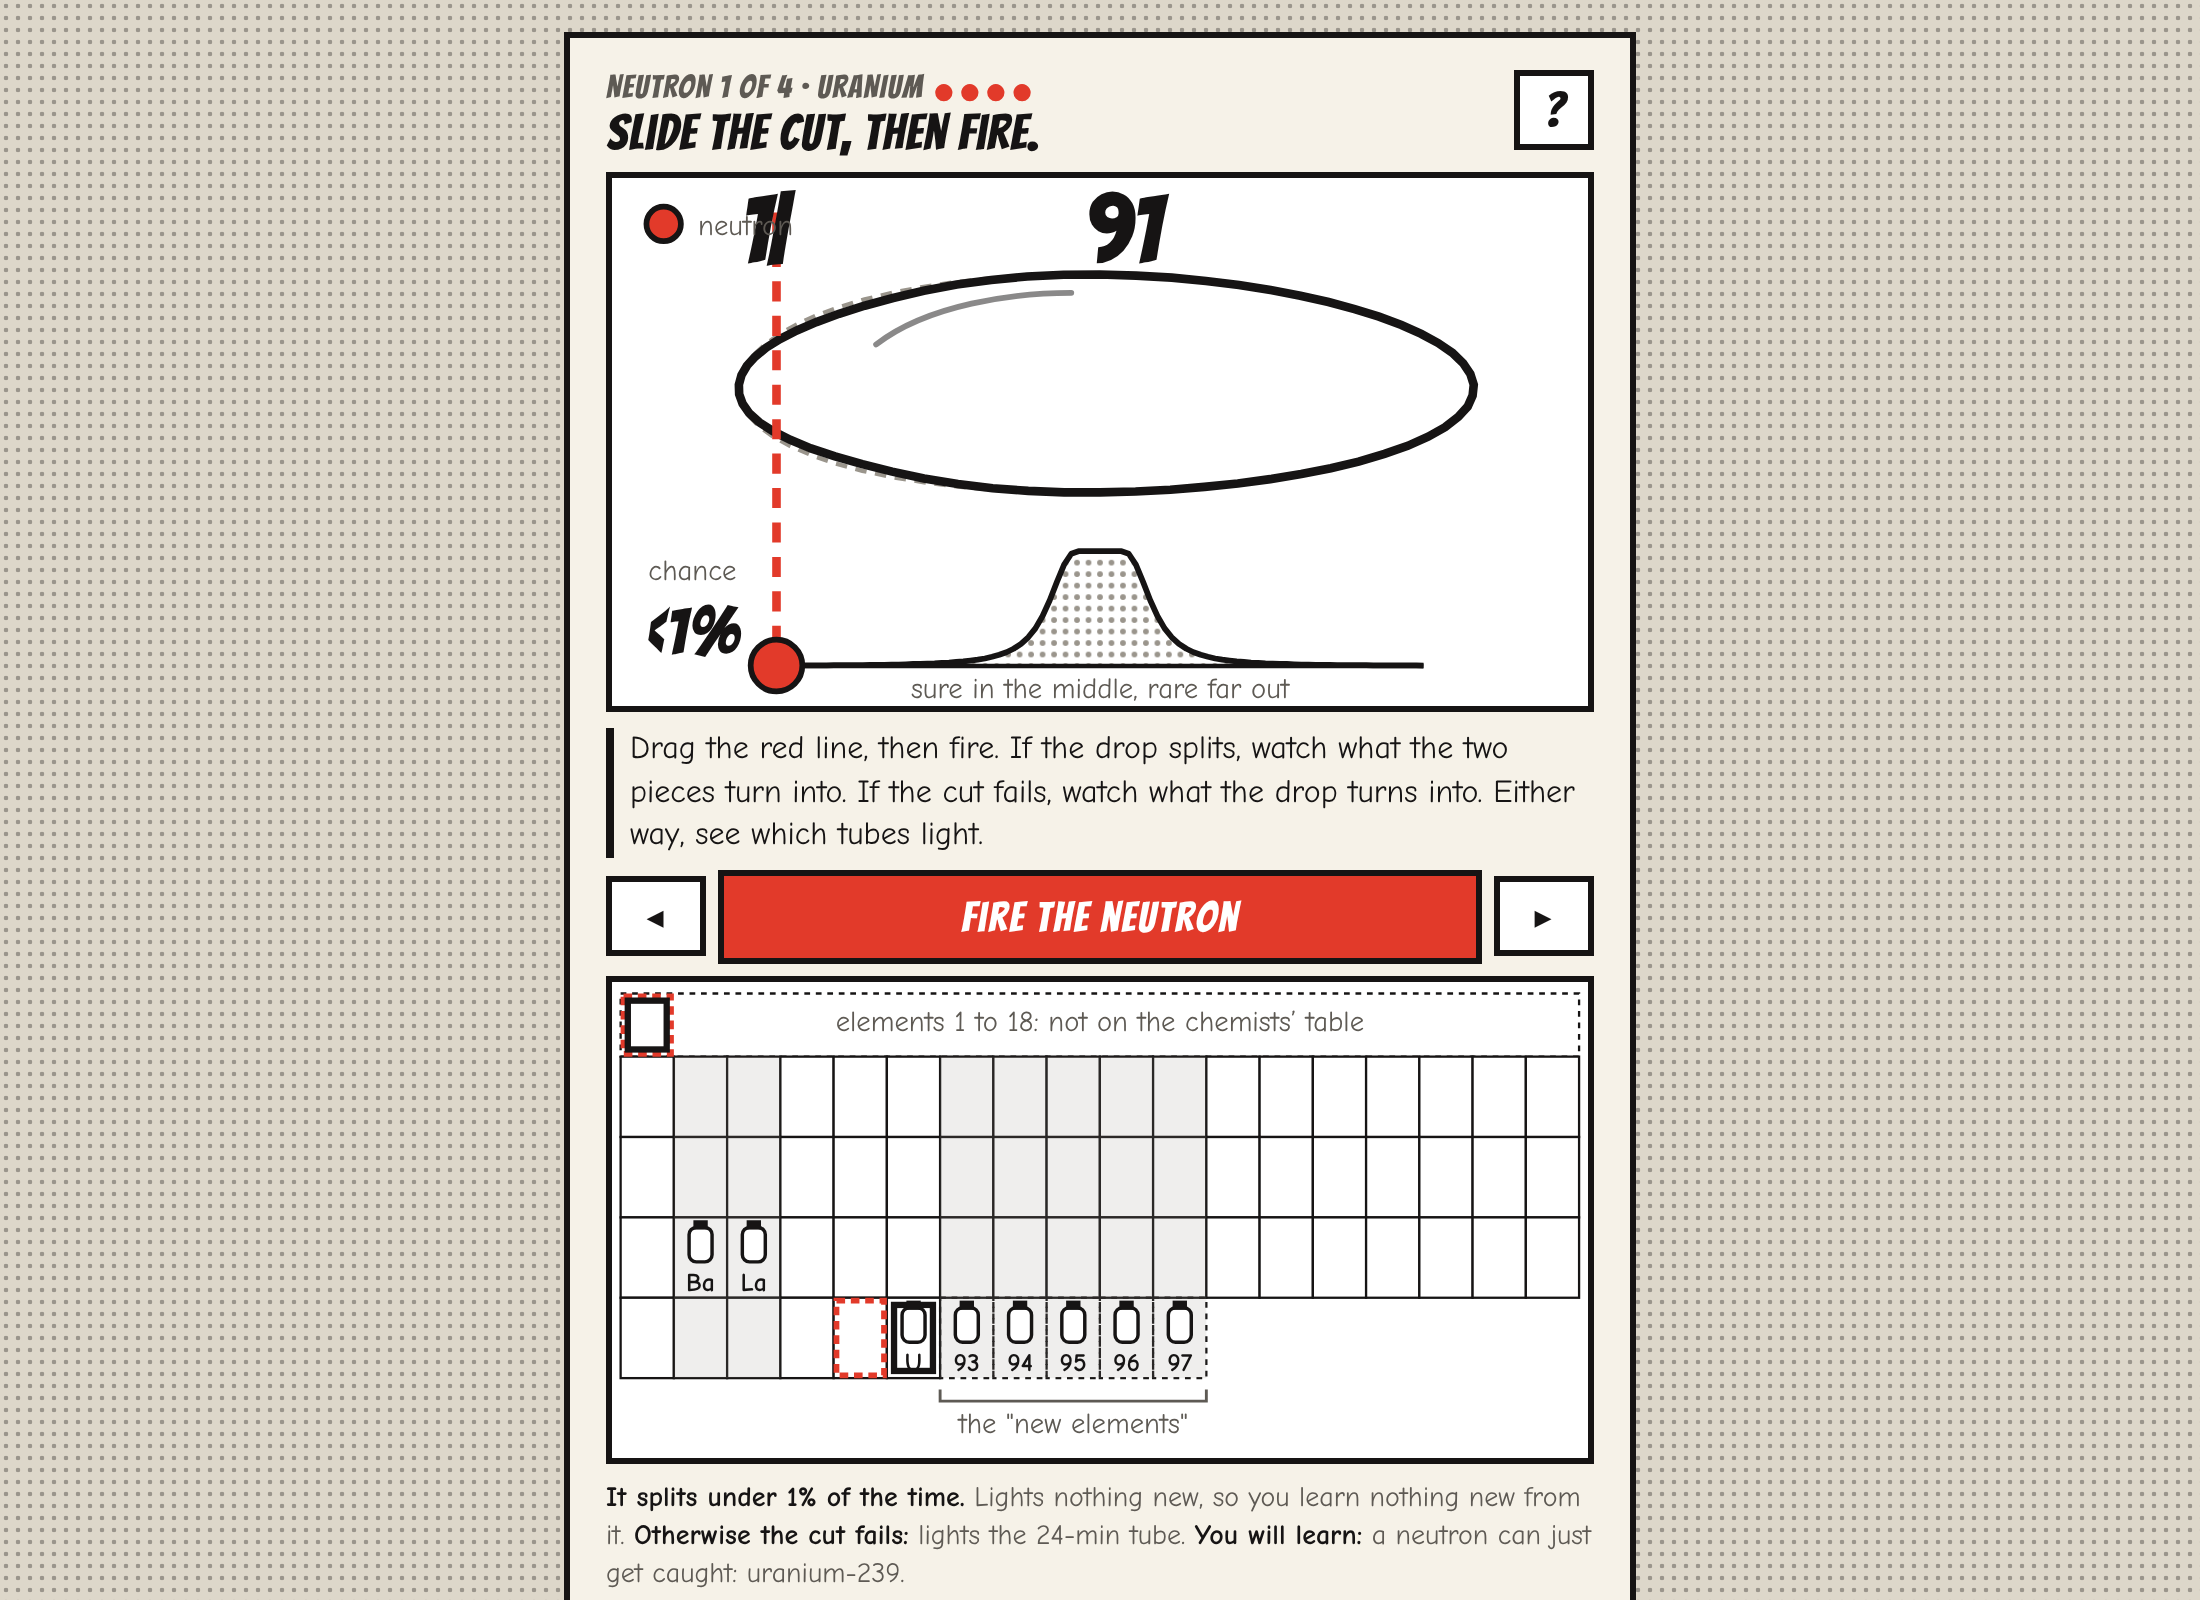 NEUTRON 1 OF 4 · URANIUM
SLIDE THE CUT, THEN FIRE.
?
neutron
1
91
chance
<1%
sure in the middle, rare far out
Drag the red line, then fire. If the drop splits, watch what the two
pieces turn into. If the cut fails, watch what the drop turns into. Either
way, see which tubes light.
◄
FIRE THE NEUTRON
►
elements 1 to 18: not on the chemists’ table
Ba La
U 93 94 95 96 97
the "new elements"
It splits under 1% of the time. Lights nothing new, so you learn nothing new from
it. Otherwise the cut fails: lights the 24-min tube. You will learn: a neutron can just
get caught: uranium-239.